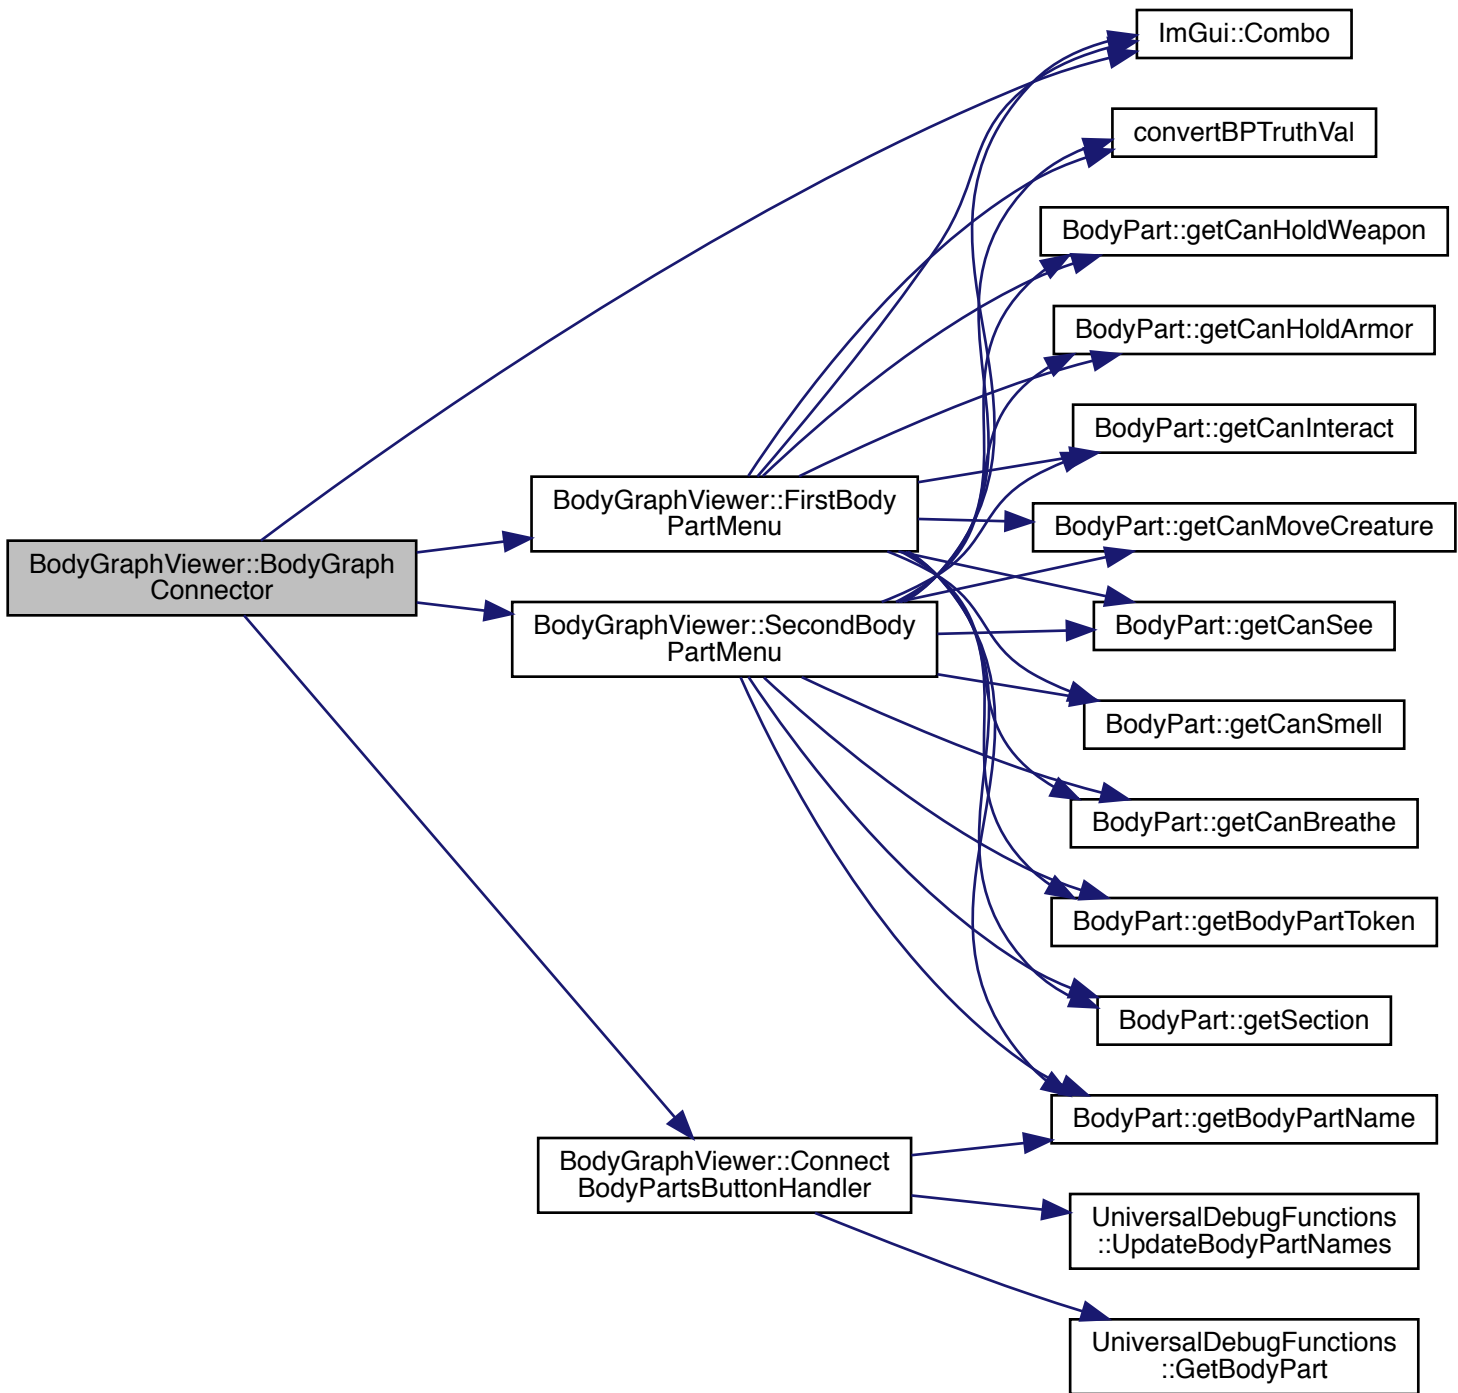 BodyGraphViewer::BodyGraph
Connector
BodyGraphViewer::FirstBody
PartMenu
BodyGraphViewer::SecondBody
PartMenu
BodyGraphViewer::Connect
BodyPartsButtonHandler
ImGui::Combo
convertBPTruthVal
BodyPart::getCanHoldWeapon
BodyPart::getCanHoldArmor
BodyPart::getCanInteract
BodyPart::getCanMoveCreature
BodyPart::getCanSee
BodyPart::getCanSmell
BodyPart::getCanBreathe
BodyPart::getBodyPartToken
BodyPart::getSection
BodyPart::getBodyPartName
UniversalDebugFunctions
::UpdateBodyPartNames
UniversalDebugFunctions
::GetBodyPart